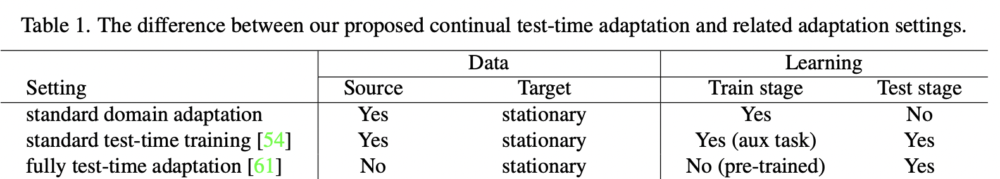 Table 1. The difference between our proposed continual test-time adaptation and related adaptation settings.
Data Learning
Setting Source Target Train stage Test stage
standard domain adaptation Yes stationary Yes No
standard test-time training [54] Yes stationary Yes (aux task) Yes
fully test-time adaptation [61] No stationary No (pre-trained) Yes